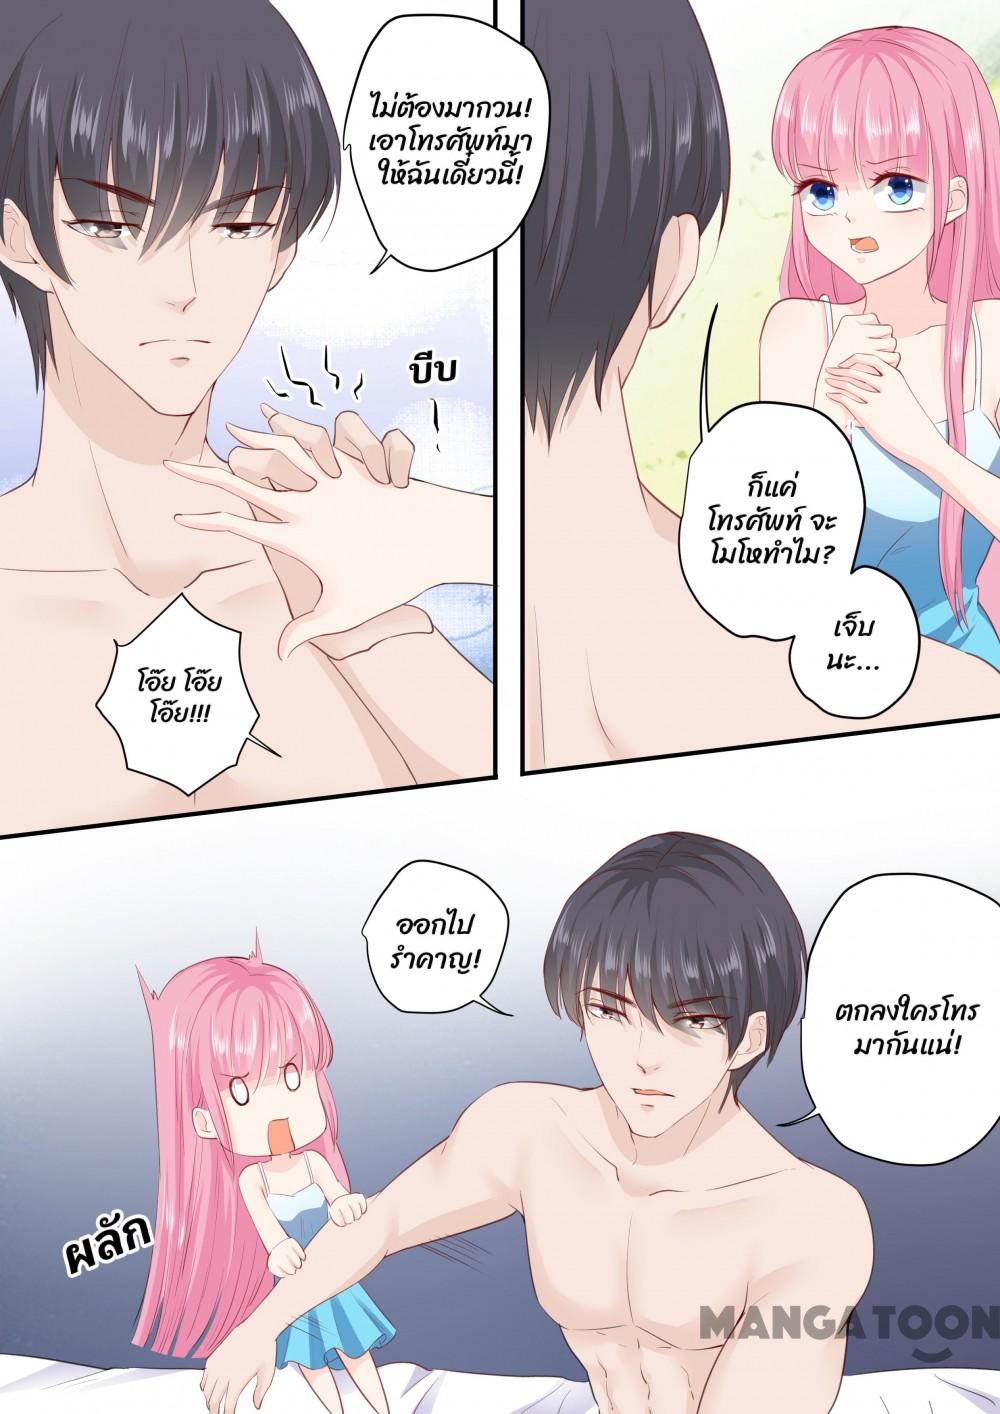 ไม่ต้องมากวน!
เอาโทรศัพท์มา
ให้ฉันเดี๋ยวนี้!
บีบ
โอ๊ย โอ๊ย
โอ๊ย!!!
ก็แค่
โทรศัพท์ จะ
โมโหทำไม?
เจ็บ
นะ...
ออกไป
รำคาญ!
ตกลงใครโทร
มากันแน่!
ผลัก
MANGATOON